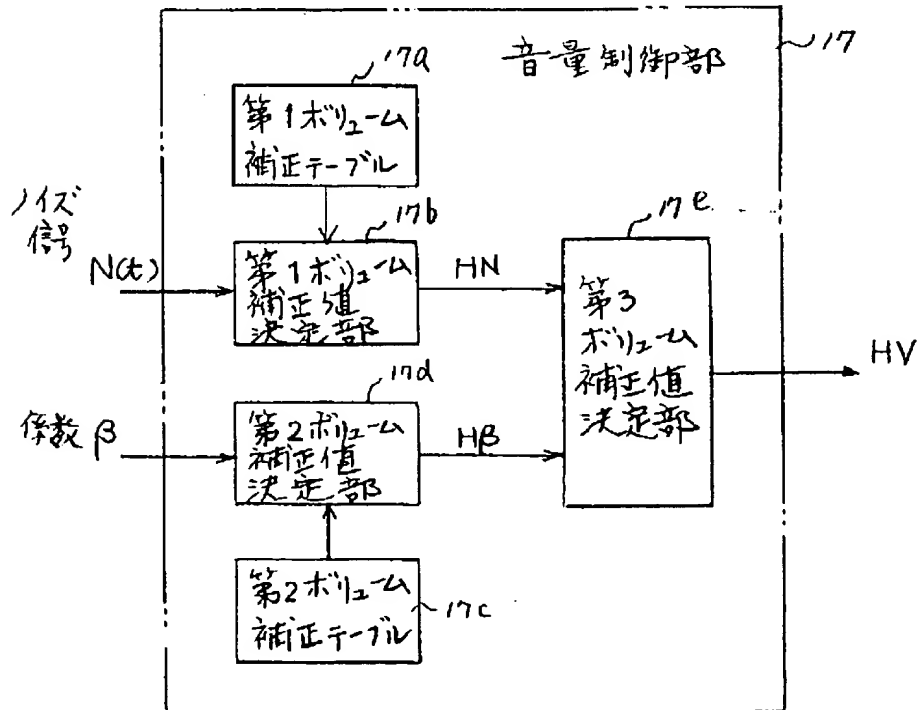 音量制御部
17
17a
第1ボリューム
補正テーブル
ノイズ
信号
N(t)
17b
第1ボリューム
補正値
決定部
HN
17e
第3
ボリューム
補正値
決定部
HV
係数 β
17d
第2ボリューム
補正値
決定部
Hβ
第2ボリューム
補正テーブル
17c